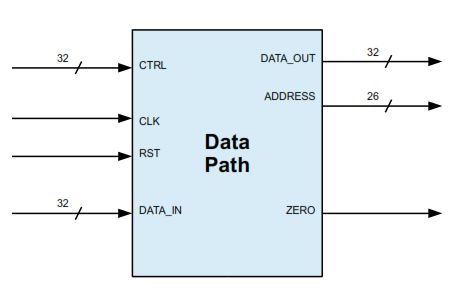 32
CTRL
CLK
RST
32
DATA_IN
Data
Path
DATA_OUT
32
ADDRESS
26
ZERO